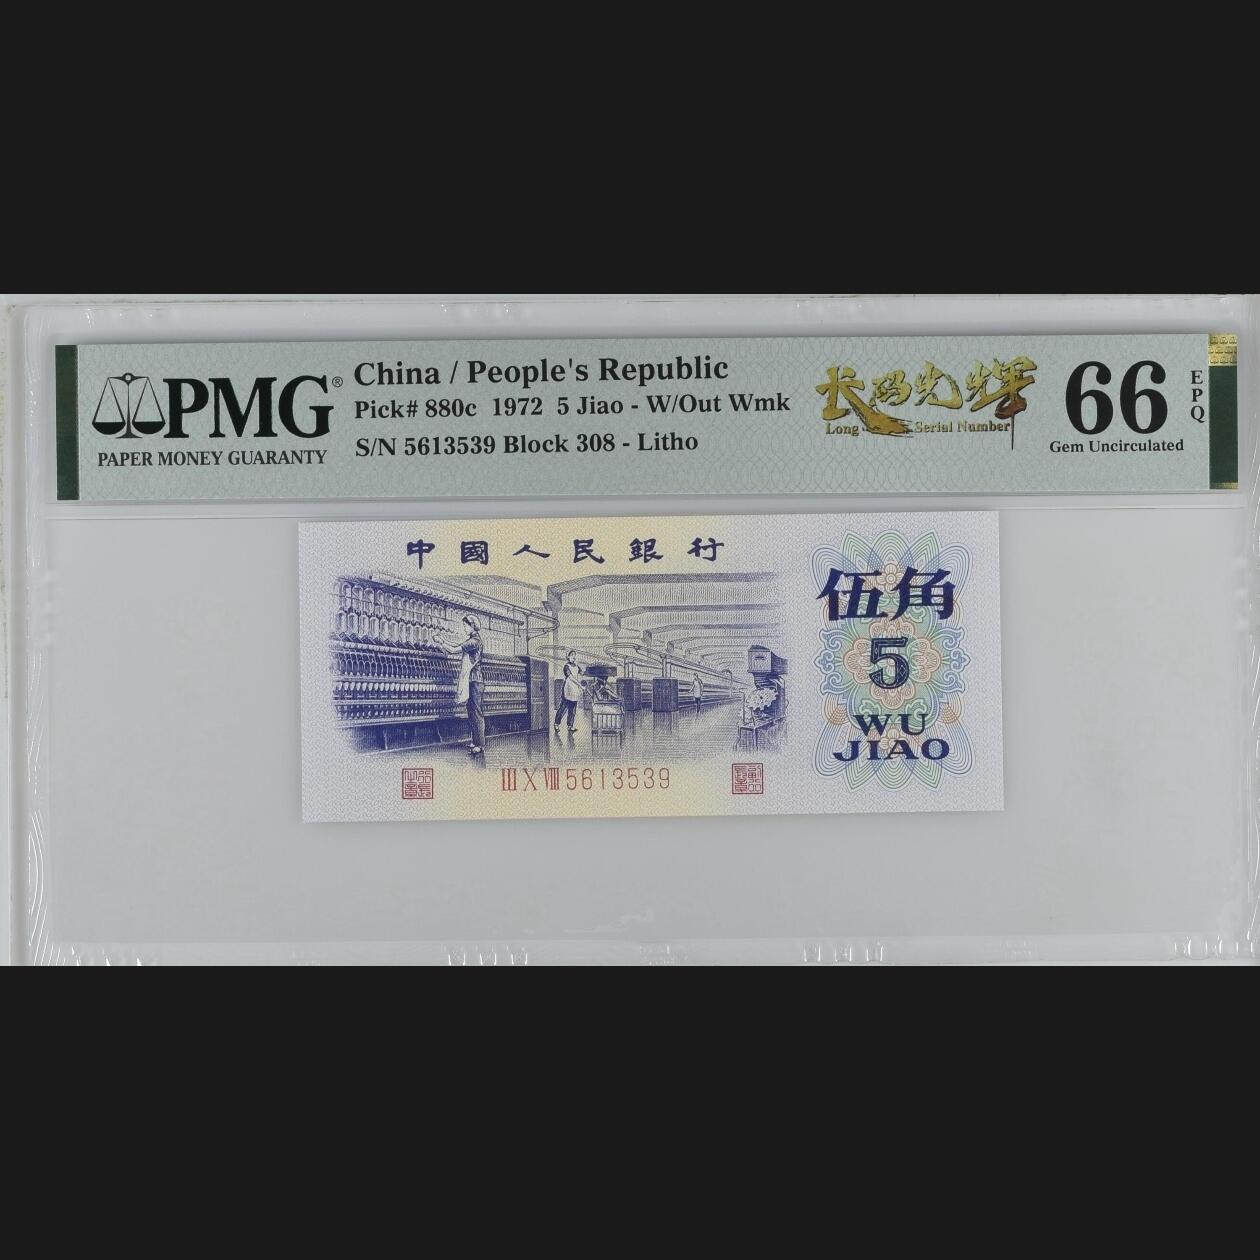 PMG®
PAPER MONEY GUARANTY
China / People's Republic
Pick# 880c 1972 5 Jiao - W/Out Wmk
S/N 5613539 Block 308 - Litho
长码光辉
Long Serial Number
66
EPQ
Gem Uncirculated
中國人民銀行
伍角
5
WU
JIAO
ⅢⅩⅧ5613539